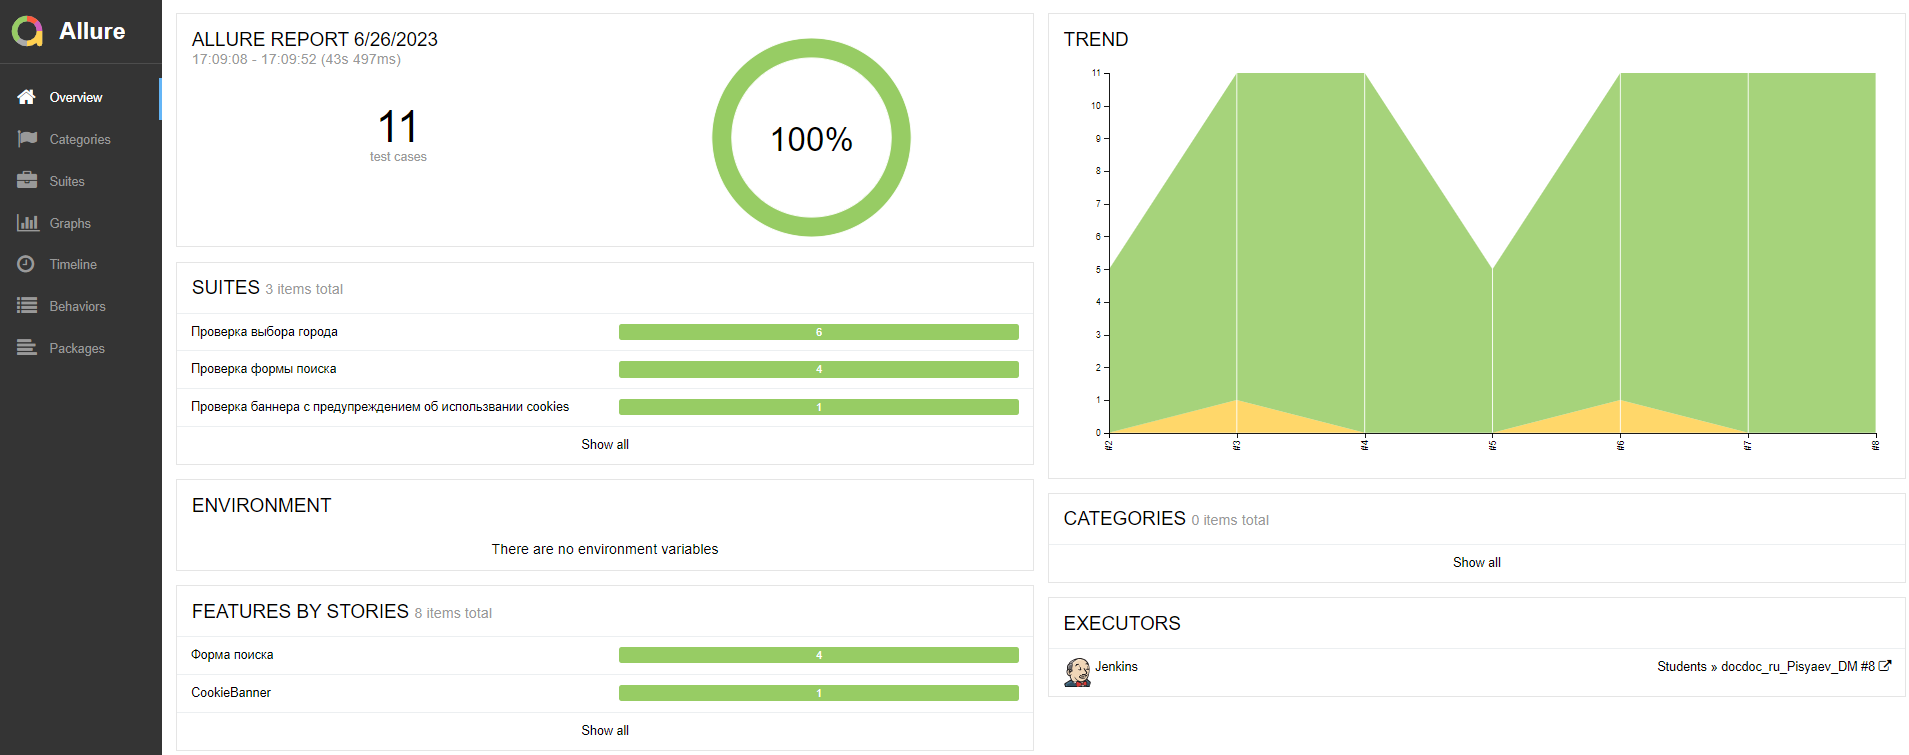 Allure
Overview
Categories
Suites
Graphs
Timeline
Behaviors
Packages
ALLURE REPORT 6/26/2023
17:09:08 - 17:09:52 (43s 497ms)
11
test cases
100%
SUITES 3 items total
Проверка выбора города 6
Проверка формы поиска 4
Проверка баннера с предупреждением об использвании cookies 1
Show all
ENVIRONMENT
There are no environment variables
FEATURES BY STORIES 8 items total
Форма поиска 4
CookieBanner 1
Show all
TREND
11
10
9
8
7
6
5
4
3
2
1
0
#2 #3 #4 #5 #6 #7 #8
CATEGORIES 0 items total
Show all
EXECUTORS
Jenkins Students » docdoc_ru_Pisyaev_DM #8